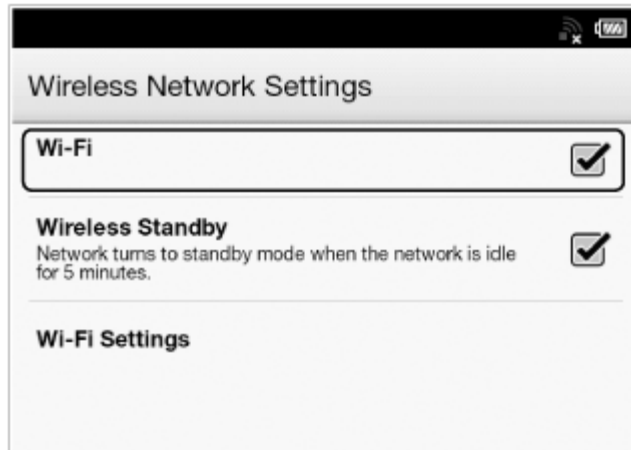 Wireless Network Settings
Wi-Fi
Wireless Standby
Network turns to standby mode when the network is idle
for 5 minutes.
Wi-Fi Settings